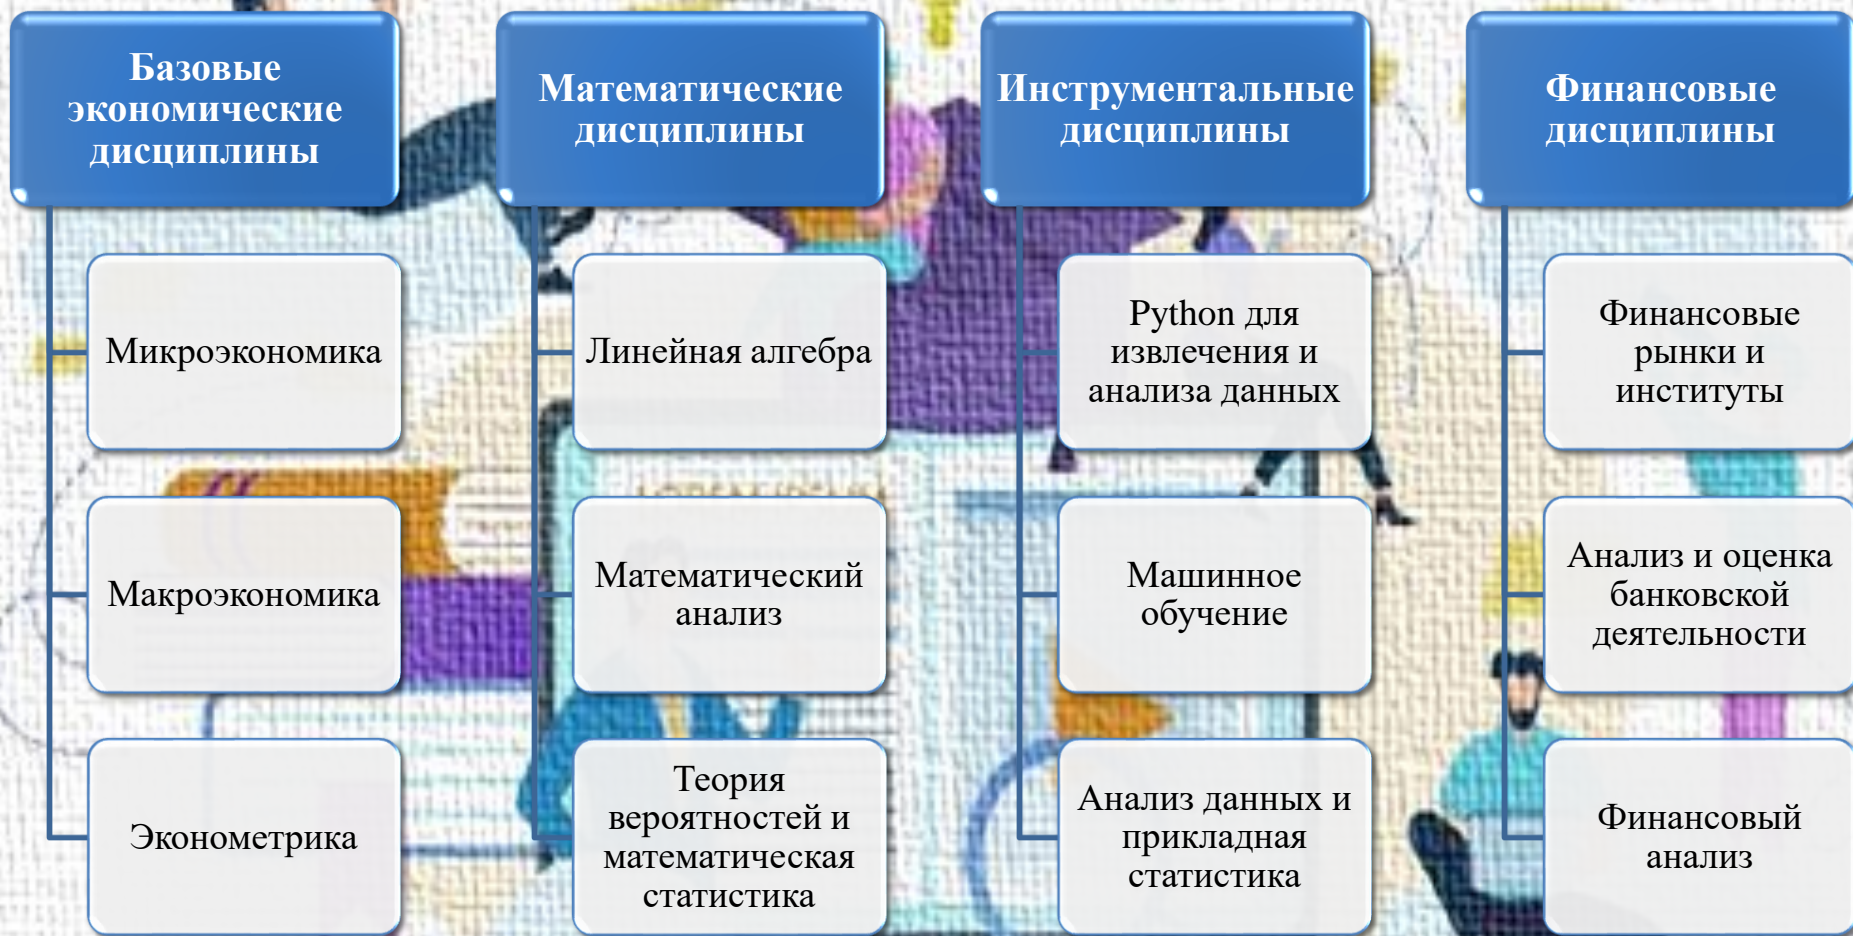 Базовые
экономические
дисциплины
Микроэкономика
Макроэкономика
Эконометрика
Математические
дисциплины
Линейная алгебра
Математический
анализ
Теория
вероятностей и
математическая
статистика
Инструментальные
дисциплины
Python для
извлечения и
анализа данных
Машинное
обучение
Анализ данных и
прикладная
статистика
Финансовые
дисциплины
Финансовые
рынки и
институты
Анализ и оценка
банковской
деятельности
Финансовый
анализ